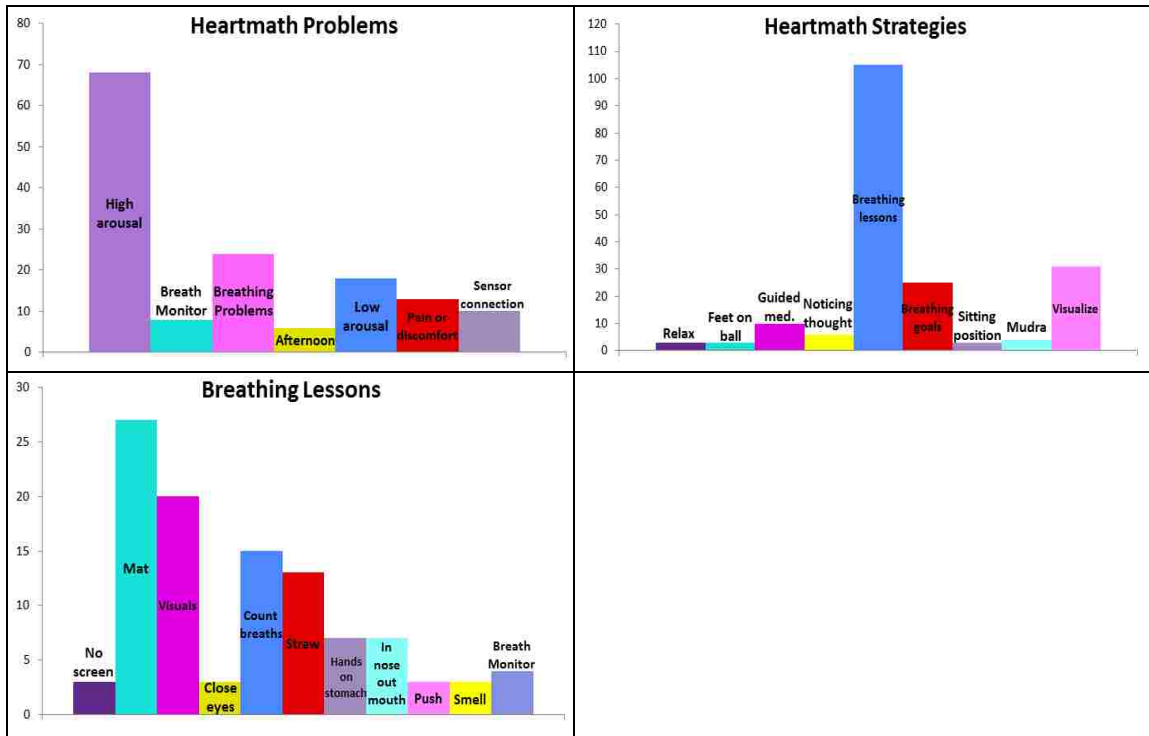 Heartmath Problems
80
70
60
50
40
30
20
10
0
High
arousal
Breath
Monitor
Breathing
Problems
Afternoon
Low
arousal
Pain or
discomfort
Sensor
connection
Heartmath Strategies
120
110
100
90
80
70
60
50
40
30
20
10
0
Relax
Feet on
ball
Guided
med.
Noticing
thought
Breathing
lessons
Breathing
goals
Sitting
position
Mudra
Visualize
Breathing Lessons
30
25
20
15
10
5
0
No
screen
Mat
Visuals
Close
eyes
Count
breaths
Straw
Hands
on
stomach
In
nose
out
mouth
Push
Smell
Breath
Monitor